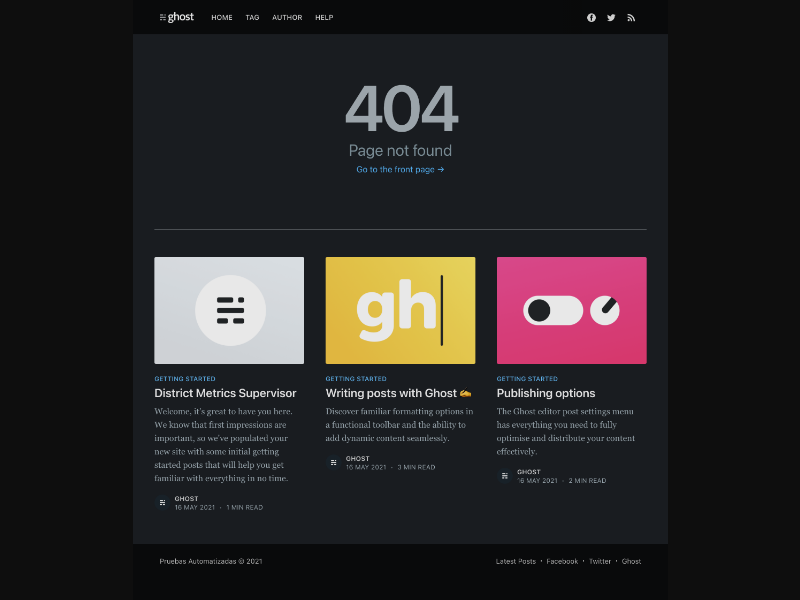 ghost HOME TAG AUTHOR HELP
404
Page not found
Go to the front page →
gh
GETTING STARTED
District Metrics Supervisor
Welcome, it's great to have you here.
We know that first impressions are
important, so we've populated your
new site with some initial getting
started posts that will help you get
familiar with everything in no time.
GHOST
16 MAY 2021 · 1 MIN READ
GETTING STARTED
Writing posts with Ghost ✍️
Discover familiar formatting options in
a functional toolbar and the ability to
add dynamic content seamlessly.
GHOST
16 MAY 2021 · 3 MIN READ
GETTING STARTED
Publishing options
The Ghost editor post settings menu
has everything you need to fully
optimise and distribute your content
effectively.
GHOST
16 MAY 2021 · 2 MIN READ
Pruebas Automatizadas © 2021
Latest Posts · Facebook · Twitter · Ghost